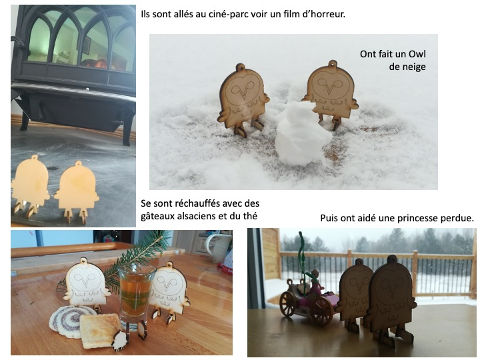 Ils sont allés au ciné-parc voir un film d’horreur.
Ont fait un Owl
de neige
Se sont réchauffés avec des
gâteaux alsaciens et du thé
Puis ont aidé une princesse perdue.